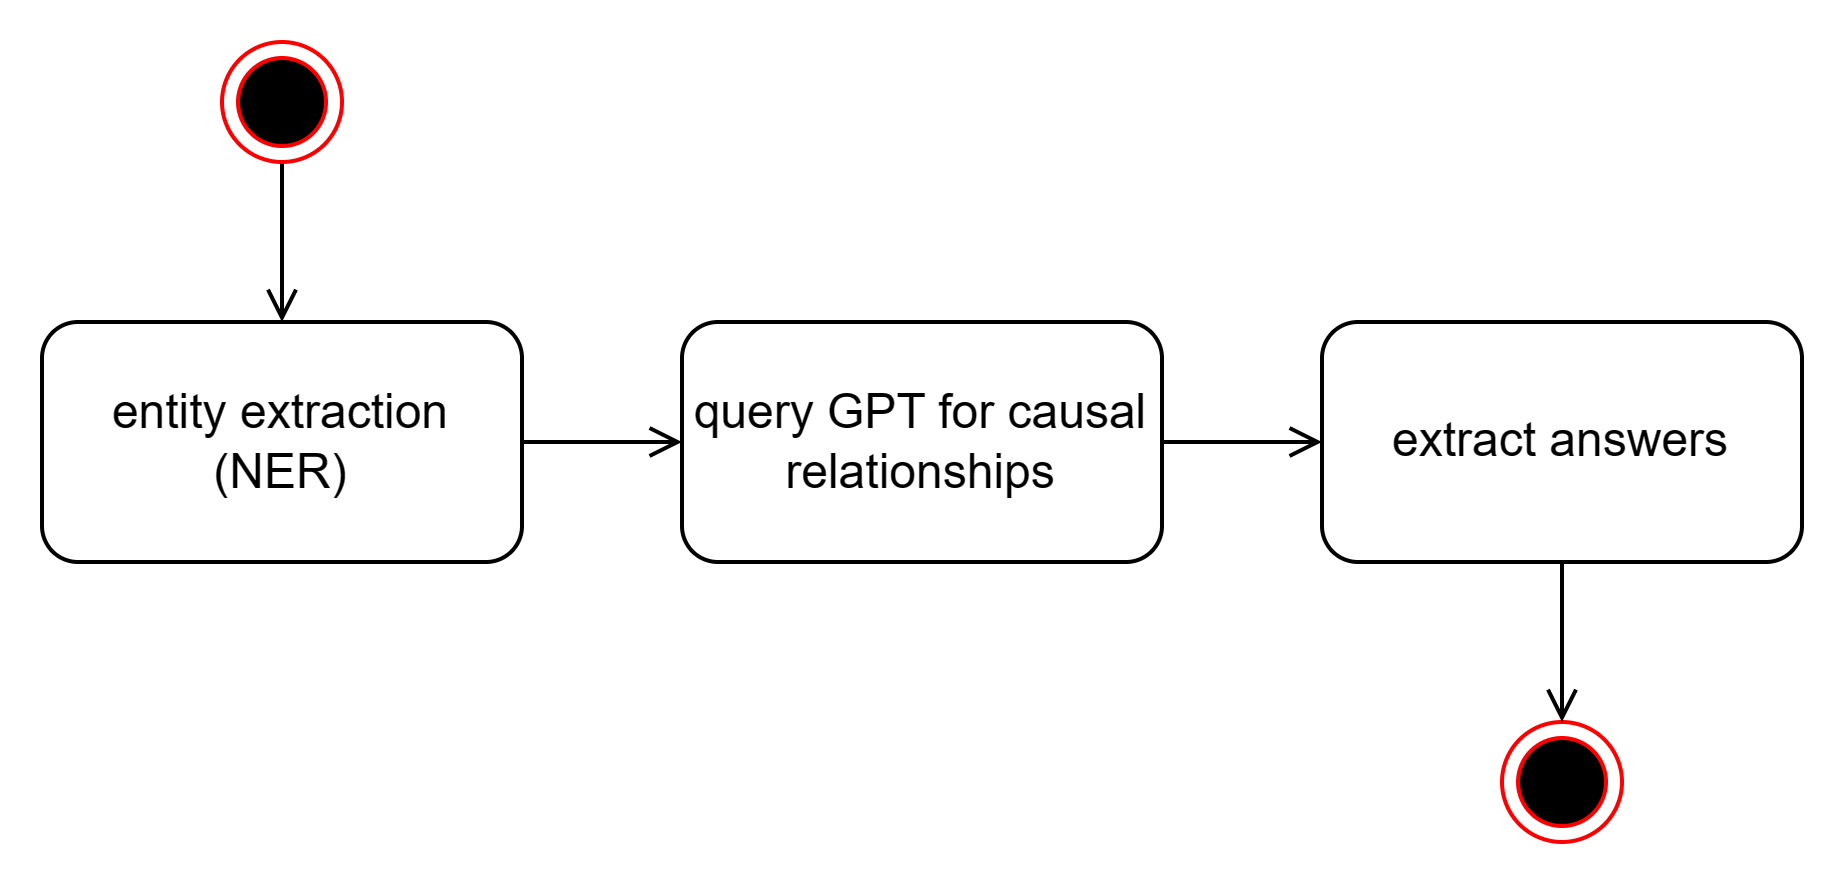 entity extraction
(NER)
query GPT for causal
relationships
extract answers